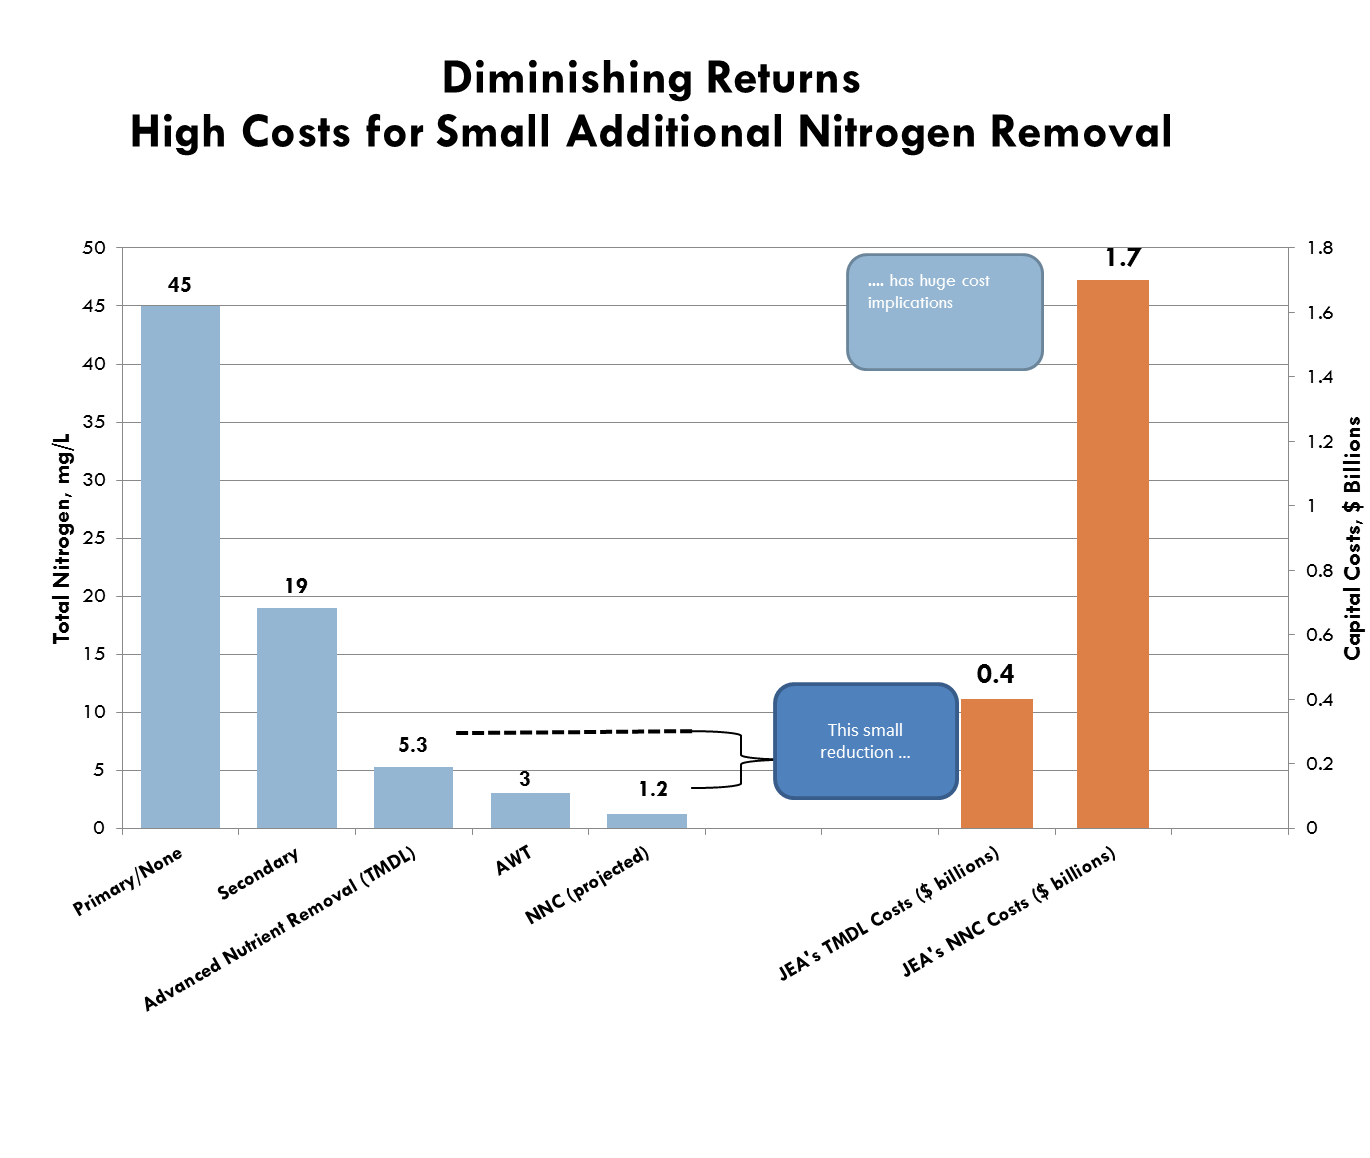 Diminishing Returns
High Costs for Small Additional Nitrogen Removal
50
45
40
35
30
25
20
15
10
5
0
Total Nitrogen, mg/L
45
19
5.3
3
1.2
This small
reduction ...
.... has huge cost
implications
0.4
1.7
1.8
1.6
1.4
1.2
1
0.8
0.6
0.4
0.2
0
Capital Costs, $ Billions
Primary/None
Secondary
Advanced Nutrient Removal (TMDL)
AWT
NNC (projected)
JEA's TMDL Costs ($ billions)
JEA's NNC Costs ($ billions)